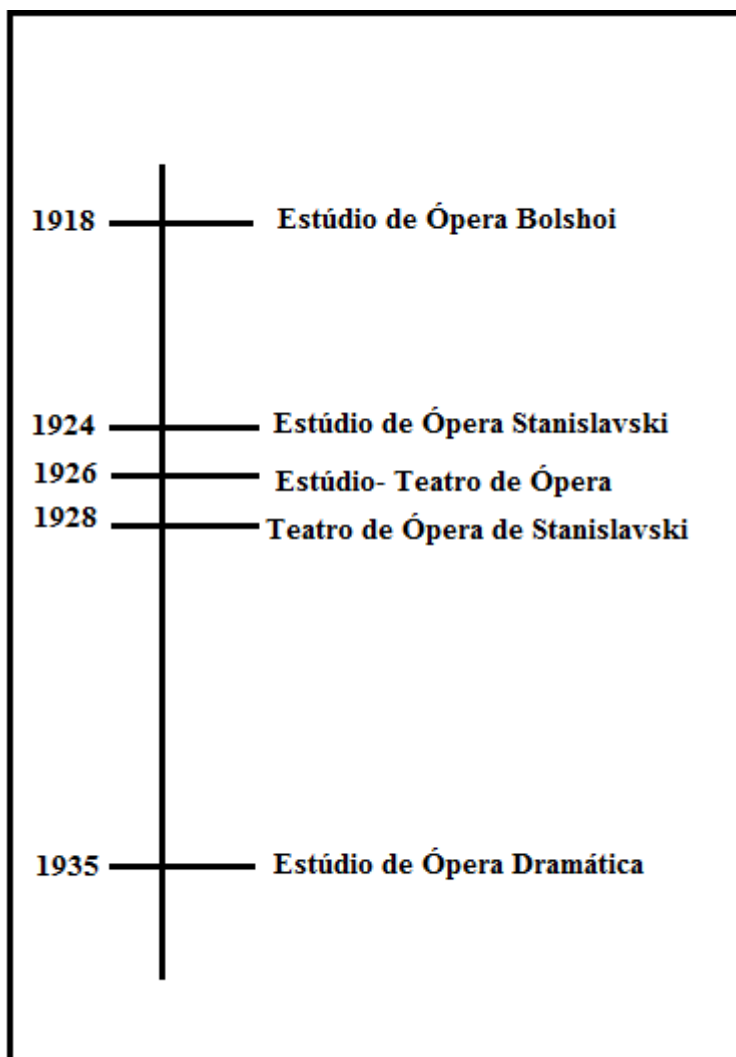 1918 Estúdio de Ópera Bolshoi
1924 Estúdio de Ópera Stanislavski
1926 Estúdio- Teatro de Ópera
1928 Teatro de Ópera de Stanislavski
1935 Estúdio de Ópera Dramática